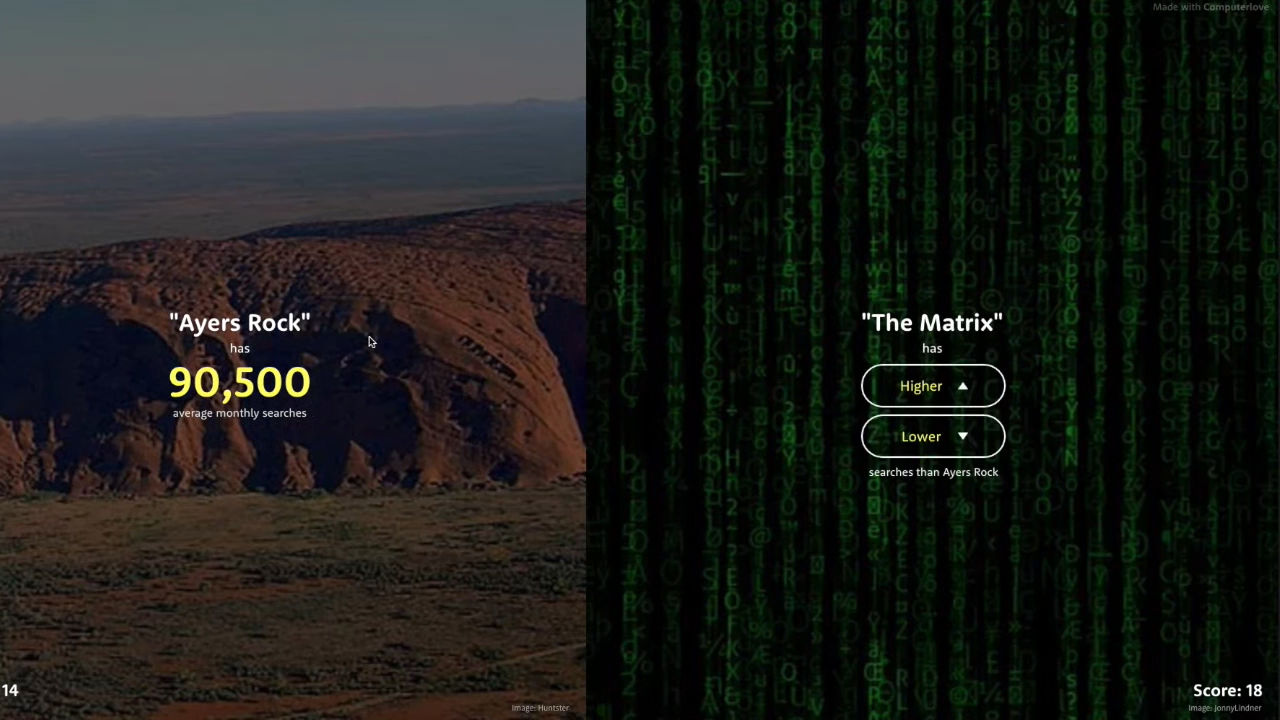 Made with Computerlove
"Ayers Rock"
has
90,500
average monthly searches
"The Matrix"
has
Higher
Lower
searches than Ayers Rock
14
Score: 18
Image: Huntster
Image: JonnyLindner